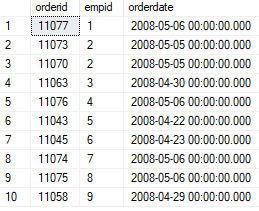 orderid empid orderdate
1 11077 1 2008-05-06 00:00:00.000
2 11073 2 2008-05-05 00:00:00.000
3 11070 2 2008-05-05 00:00:00.000
4 11063 3 2008-04-30 00:00:00.000
5 11076 4 2008-05-06 00:00:00.000
6 11043 5 2008-04-22 00:00:00.000
7 11045 6 2008-04-23 00:00:00.000
8 11074 7 2008-05-06 00:00:00.000
9 11075 8 2008-05-06 00:00:00.000
10 11058 9 2008-04-29 00:00:00.000